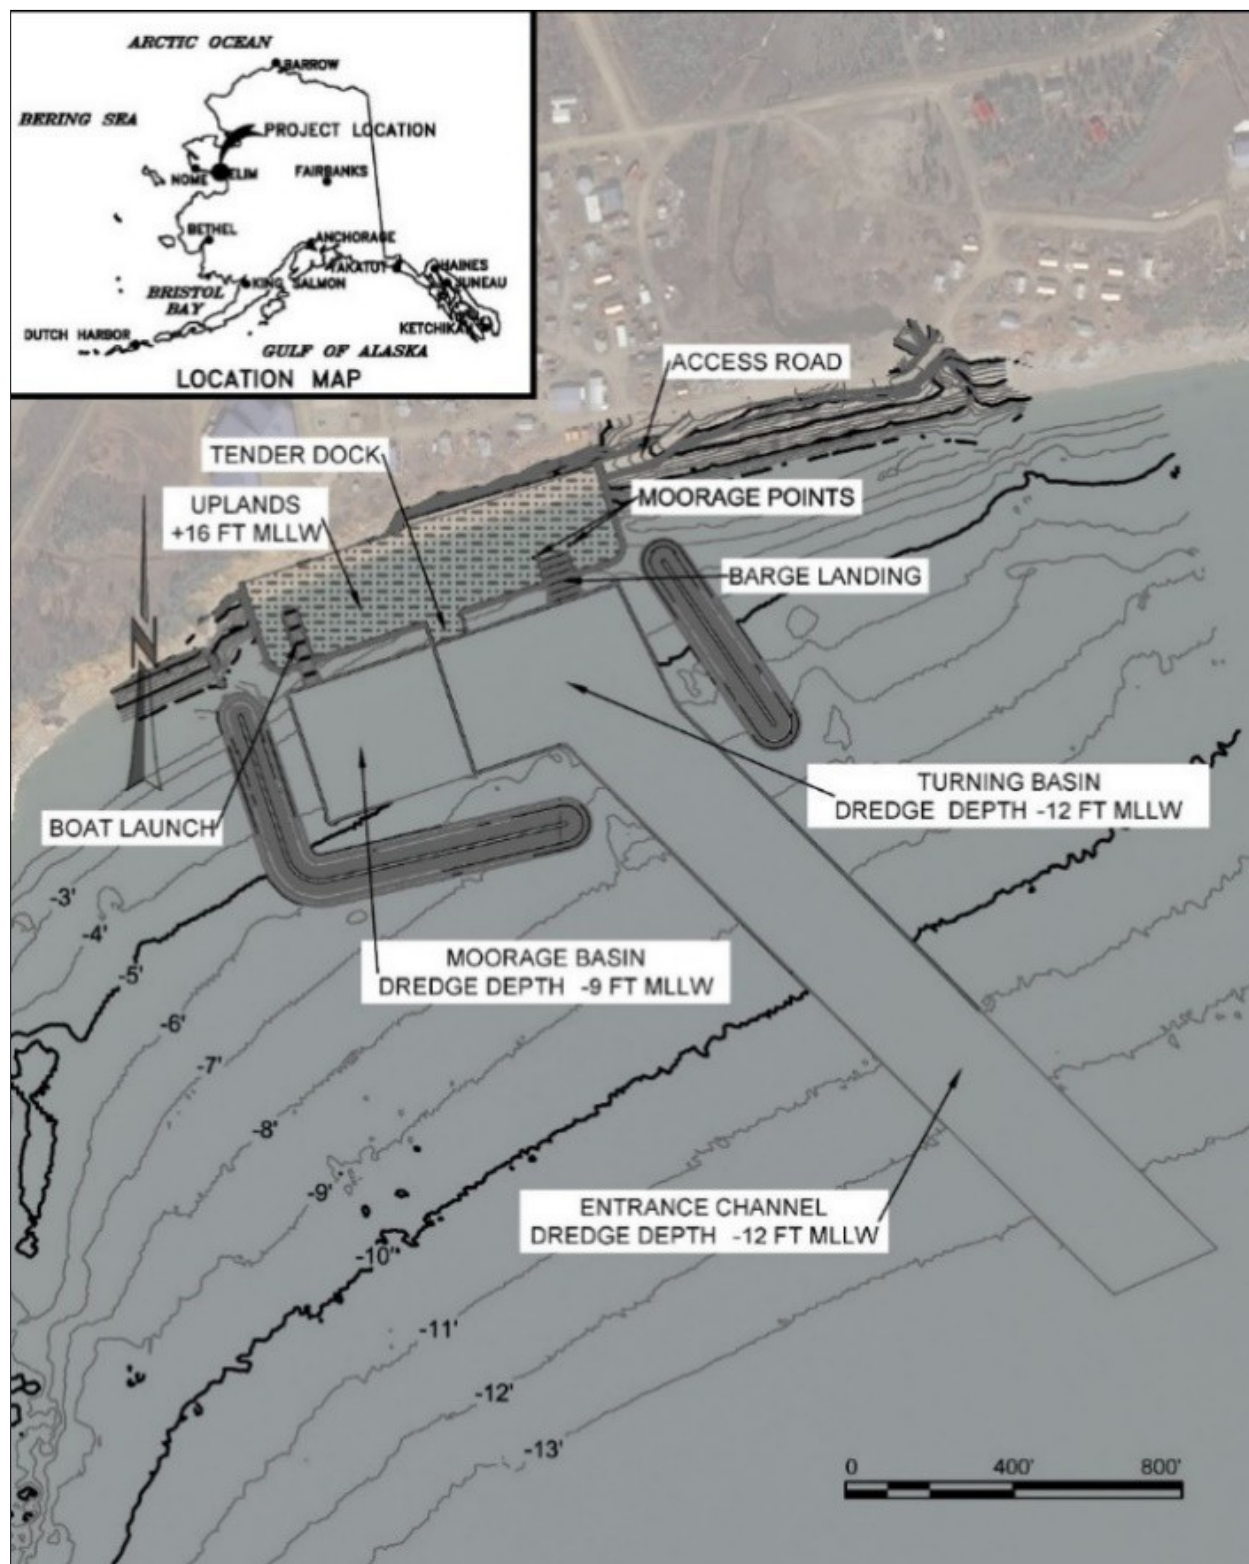 ARCTIC OCEAN
BARROW
BERING SEA
PROJECT LOCATION
NOME
ELIM
FAIRBANKS
BETHEL
ANCHORAGE
YAKATUT
HAINES
JUNEAU
KING SALMON
BRISTOL
BAY
DUTCH HARBOR
KETCHIKAN
GULF OF ALASKA
LOCATION MAP
ACCESS ROAD
TENDER DOCK
UPLANDS
+16 FT MLLW
MOORAGE POINTS
BARGE LANDING
N
TURNING BASIN
DREDGE DEPTH -12 FT MLLW
BOAT LAUNCH
-3'
-4'
-5'
MOORAGE BASIN
DREDGE DEPTH -9 FT MLLW
-6'
-7'
-8'
-9'
ENTRANCE CHANNEL
DREDGE DEPTH -12 FT MLLW
-10'
-11'
-12'
-13'
0 400' 800'